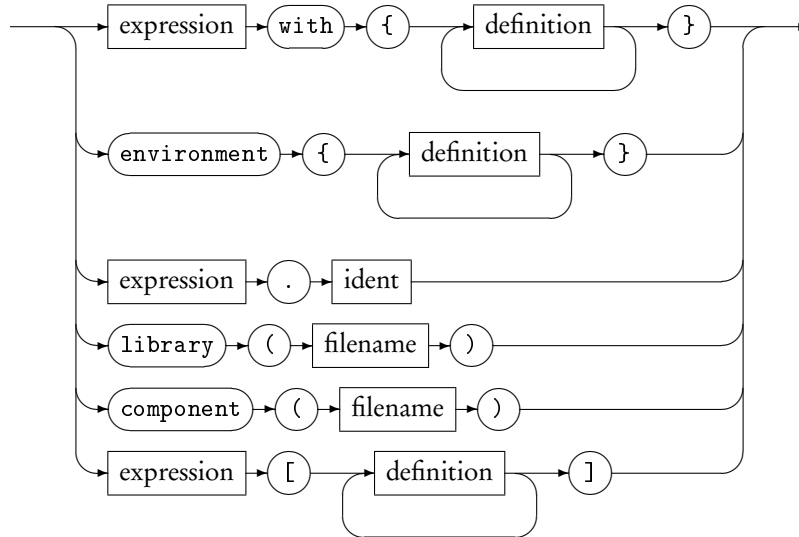 expression with { definition }
environment { definition }
expression . ident
library ( filename )
component ( filename )
expression [ definition ]